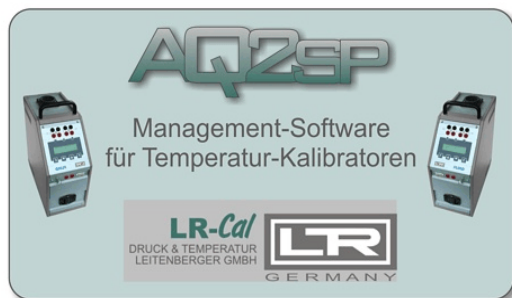 AQ2SP
Management-Software
für Temperatur-Kalibratoren
LR-Cal
DRUCK & TEMPERATUR
LEITENBERGER GMBH
LR
GERMANY